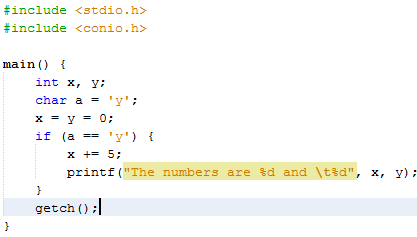 #include <stdio.h>
#include <conio.h>
main() {
int x, y;
char a = 'y';
x = y = 0;
if (a == 'y') {
x += 5;
printf("The numbers are %d and \t%d", x, y);
}
getch();
}